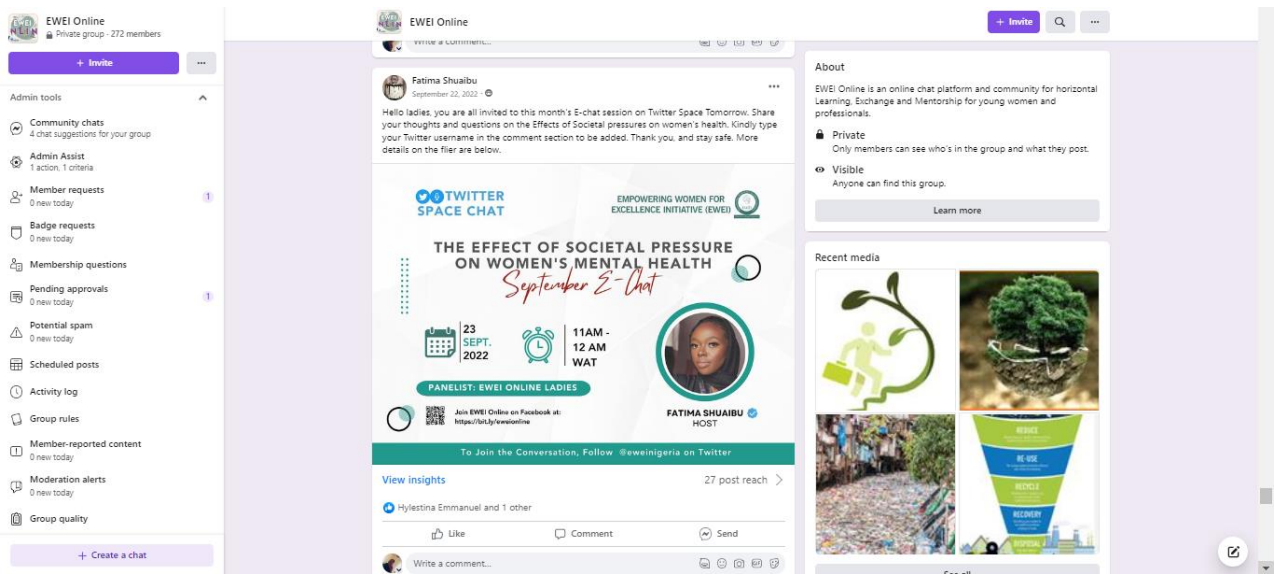 EWEI Online
Private group · 272 members
+ Invite
Admin tools
Community chats
4 chat suggestions for your group
Admin Assist
1 action, 1 criteria
Member requests
0 new today
1
Badge requests
0 new today
Membership questions
Pending approvals
0 new today
1
Potential spam
0 new today
Scheduled posts
Activity log
Group rules
Member-reported content
0 new today
Moderation alerts
0 new today
Group quality
+ Create a chat
EWEI Online
+ Invite
Write a comment...
Fatima Shuaibu
September 22, 2022 ·
Hello ladies, you are all invited to this month's E-chat session on Twitter Space Tomorrow. Share
your thoughts and questions on the Effects of Societal pressures on women's health. Kindly type
your Twitter username in the comment section to be added. Thank you, and stay safe. More
details on the flier are below.
TWITTER
SPACE CHAT
EMPOWERING WOMEN FOR
EXCELLENCE INITIATIVE (EWEI)
THE EFFECT OF SOCIETAL PRESSURE
ON WOMEN'S MENTAL HEALTH
September E-Chat
23
SEPT.
2022
11AM -
12 AM
WAT
PANELIST: EWEI ONLINE LADIES
Join EWEI Online on Facebook at:
https://bit.ly/eweionline
FATIMA SHUAIBU
HOST
To Join the Conversation, Follow @eweinigeria on Twitter
View insights
27 post reach
Hylestina Emmanuel and 1 other
Like
Comment
Send
Write a comment...
About
EWEI Online is an online chat platform and community for horizontal
Learning, Exchange and Mentorship for young women and
professionals.
Private
Only members can see who's in the group and what they post.
Visible
Anyone can find this group.
Learn more
Recent media
REDUCE
RE-USE
RECYCLE
RECOVERY
DISPOSAL
See all